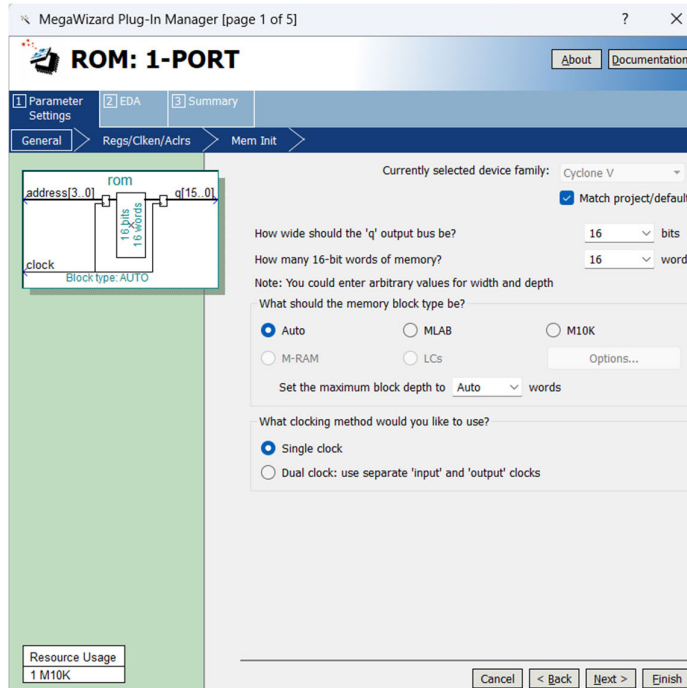 MegaWizard Plug-In Manager [page 1 of 5]
ROM: 1-PORT
About
Documentation
1 Parameter Settings
2 EDA
3 Summary
General
Regs/Clken/Aclrs
Mem Init
rom
address[3..0]
q[15..0]
16 bits
16 words
clock
Block type: AUTO
Currently selected device family:
Cyclone V
Match project/default
How wide should the 'q' output bus be?
16
bits
How many 16-bit words of memory?
16
word
Note: You could enter arbitrary values for width and depth
What should the memory block type be?
Auto
MLAB
M10K
M-RAM
LCs
Options...
Set the maximum block depth to
Auto
words
What clocking method would you like to use?
Single clock
Dual clock: use separate 'input' and 'output' clocks
Resource Usage
1 M10K
Cancel
< Back
Next >
Finish